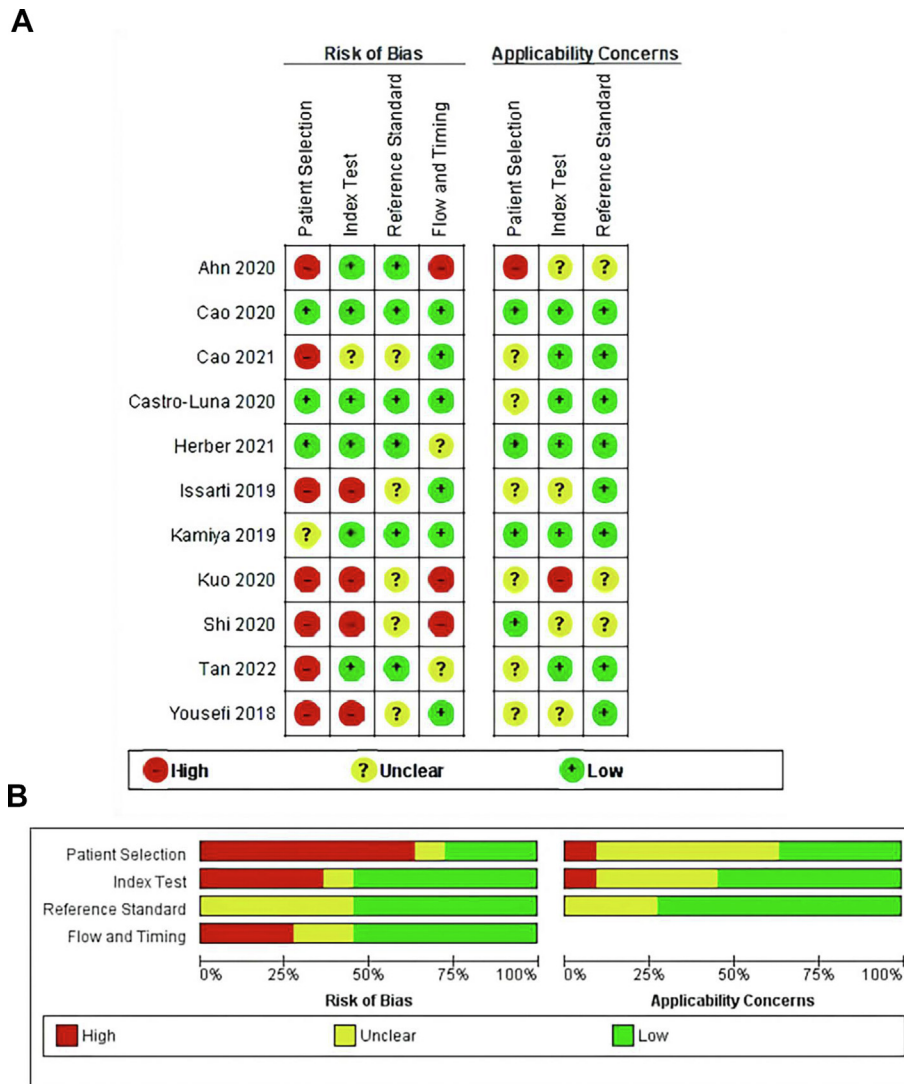 A
Risk of Bias
Applicability Concerns
Patient Selection
Index Test
Reference Standard
Flow and Timing
Patient Selection
Index Test
Reference Standard
Ahn 2020 - + + - - ? ?
Cao 2020 + + + + + + +
Cao 2021 - ? ? + ? + +
Castro-Luna 2020 + + + + ? + +
Herber 2021 + + + ? + + +
Issarti 2019 - - ? + ? ? +
Kamiya 2019 ? + + + + + +
Kuo 2020 - - ? - ? - ?
Shi 2020 - - ? - + ? ?
Tan 2022 - + + ? ? + +
Yousefi 2018 - - ? + ? ? +
- High ? Unclear + Low
B
Patient Selection
Index Test
Reference Standard
Flow and Timing
0% 25% 50% 75% 100% 0% 25% 50% 75% 100%
Risk of Bias Applicability Concerns
High Unclear Low